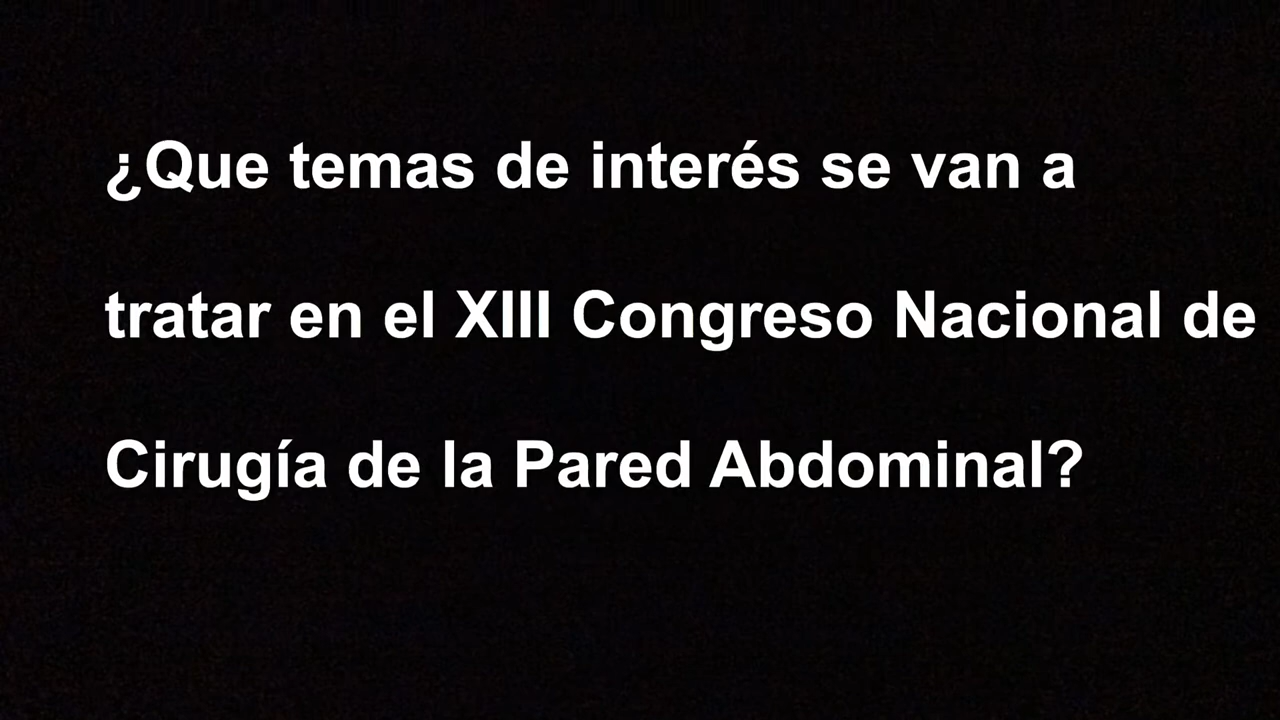 ¿Que temas de interés se van a
tratar en el XIII Congreso Nacional de
Cirugía de la Pared Abdominal?